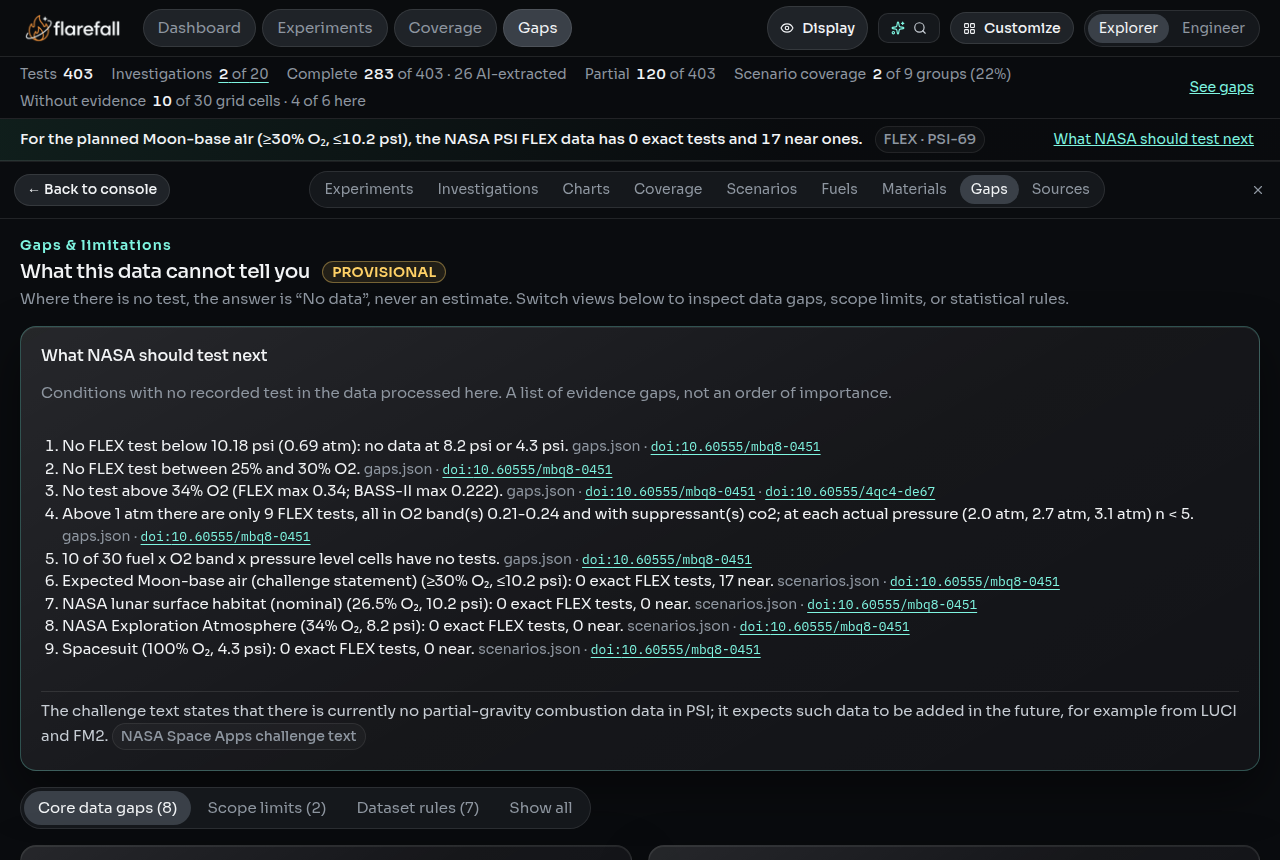 flarefall Dashboard Experiments Coverage Gaps Display Customize Explorer Engineer
Tests 403 Investigations 2 of 20 Complete 283 of 403 · 26 AI-extracted Partial 120 of 403 Scenario coverage 2 of 9 groups (22%)
Without evidence 10 of 30 grid cells · 4 of 6 here
See gaps
For the planned Moon-base air (≥30% O₂, ≤10.2 psi), the NASA PSI FLEX data has 0 exact tests and 17 near ones. FLEX · PSI-69 What NASA should test next
← Back to console Experiments Investigations Charts Coverage Scenarios Fuels Materials Gaps Sources ×
Gaps & limitations
What this data cannot tell you PROVISIONAL
Where there is no test, the answer is “No data”, never an estimate. Switch views below to inspect data gaps, scope limits, or statistical rules.
What NASA should test next
Conditions with no recorded test in the data processed here. A list of evidence gaps, not an order of importance.
1. No FLEX test below 10.18 psi (0.69 atm): no data at 8.2 psi or 4.3 psi. gaps.json · doi:10.60555/mbq8-0451
2. No FLEX test between 25% and 30% O2. gaps.json · doi:10.60555/mbq8-0451
3. No test above 34% O2 (FLEX max 0.34; BASS-II max 0.222). gaps.json · doi:10.60555/mbq8-0451 · doi:10.60555/4qc4-de67
4. Above 1 atm there are only 9 FLEX tests, all in O2 band(s) 0.21-0.24 and with suppressant(s) co2; at each actual pressure (2.0 atm, 2.7 atm, 3.1 atm) n < 5.
gaps.json · doi:10.60555/mbq8-0451
5. 10 of 30 fuel x O2 band x pressure level cells have no tests. gaps.json · doi:10.60555/mbq8-0451
6. Expected Moon-base air (challenge statement) (≥30% O₂, ≤10.2 psi): 0 exact FLEX tests, 17 near. scenarios.json · doi:10.60555/mbq8-0451
7. NASA lunar surface habitat (nominal) (26.5% O₂, 10.2 psi): 0 exact FLEX tests, 0 near. scenarios.json · doi:10.60555/mbq8-0451
8. NASA Exploration Atmosphere (34% O₂, 8.2 psi): 0 exact FLEX tests, 0 near. scenarios.json · doi:10.60555/mbq8-0451
9. Spacesuit (100% O₂, 4.3 psi): 0 exact FLEX tests, 0 near. scenarios.json · doi:10.60555/mbq8-0451
The challenge text states that there is currently no partial-gravity combustion data in PSI; it expects such data to be added in the future, for example from LUCI
and FM2. NASA Space Apps challenge text
Core data gaps (8) Scope limits (2) Dataset rules (7) Show all